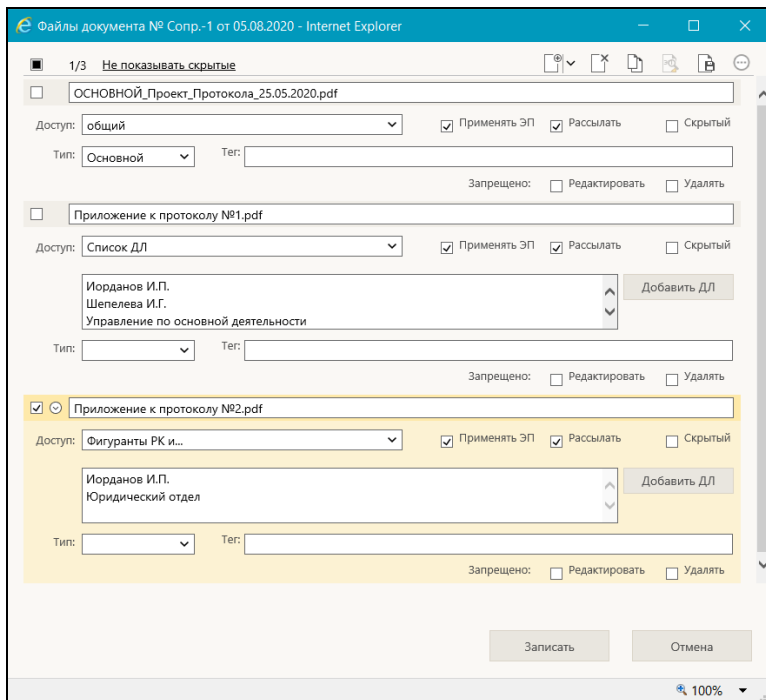 Файлы документа № Сопр.-1 от 05.08.2020 - Internet Explorer
1/3 Не показывать скрытые
ОСНОВНОЙ_Проект_Протокола_25.05.2020.pdf
Доступ: общий Применять ЭП Рассылать Скрытый
Тип: Основной Тег:
Запрещено: Редактировать Удалять
Приложение к протоколу №1.pdf
Доступ: Список ДЛ Применять ЭП Рассылать Скрытый
Иорданов И.П. Добавить ДЛ
Шепелева И.Г.
Управление по основной деятельности
Тип: Тег:
Запрещено: Редактировать Удалять
Приложение к протоколу №2.pdf
Доступ: Фигуранты РК и... Применять ЭП Рассылать Скрытый
Иорданов И.П. Добавить ДЛ
Юридический отдел
Тип: Тег:
Запрещено: Редактировать Удалять
Записать Отмена
100%